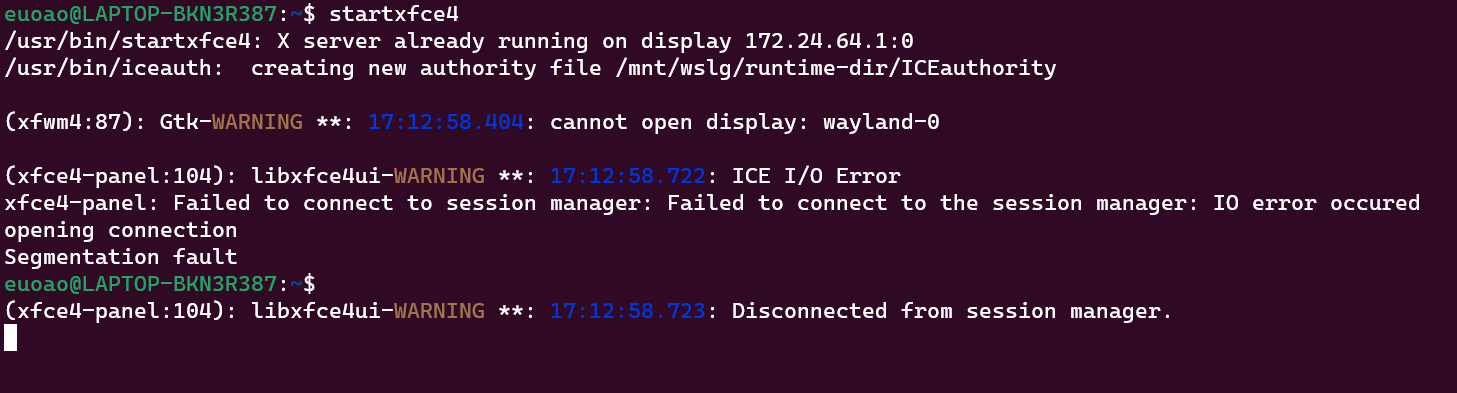 euoao@LAPTOP-BKN3R387:~$ startxfce4
/usr/bin/startxfce4: X server already running on display 172.24.64.1:0
/usr/bin/iceauth:  creating new authority file /mnt/wslg/runtime-dir/ICEauthority
(xfwm4:87): Gtk-WARNING **: 17:12:58.404: cannot open display: wayland-0
(xfce4-panel:104): libxfce4ui-WARNING **: 17:12:58.722: ICE I/O Error
xfce4-panel: Failed to connect to session manager: Failed to connect to the session manager: IO error occured
opening connection
Segmentation fault
euoao@LAPTOP-BKN3R387:~$
(xfce4-panel:104): libxfce4ui-WARNING **: 17:12:58.723: Disconnected from session manager.